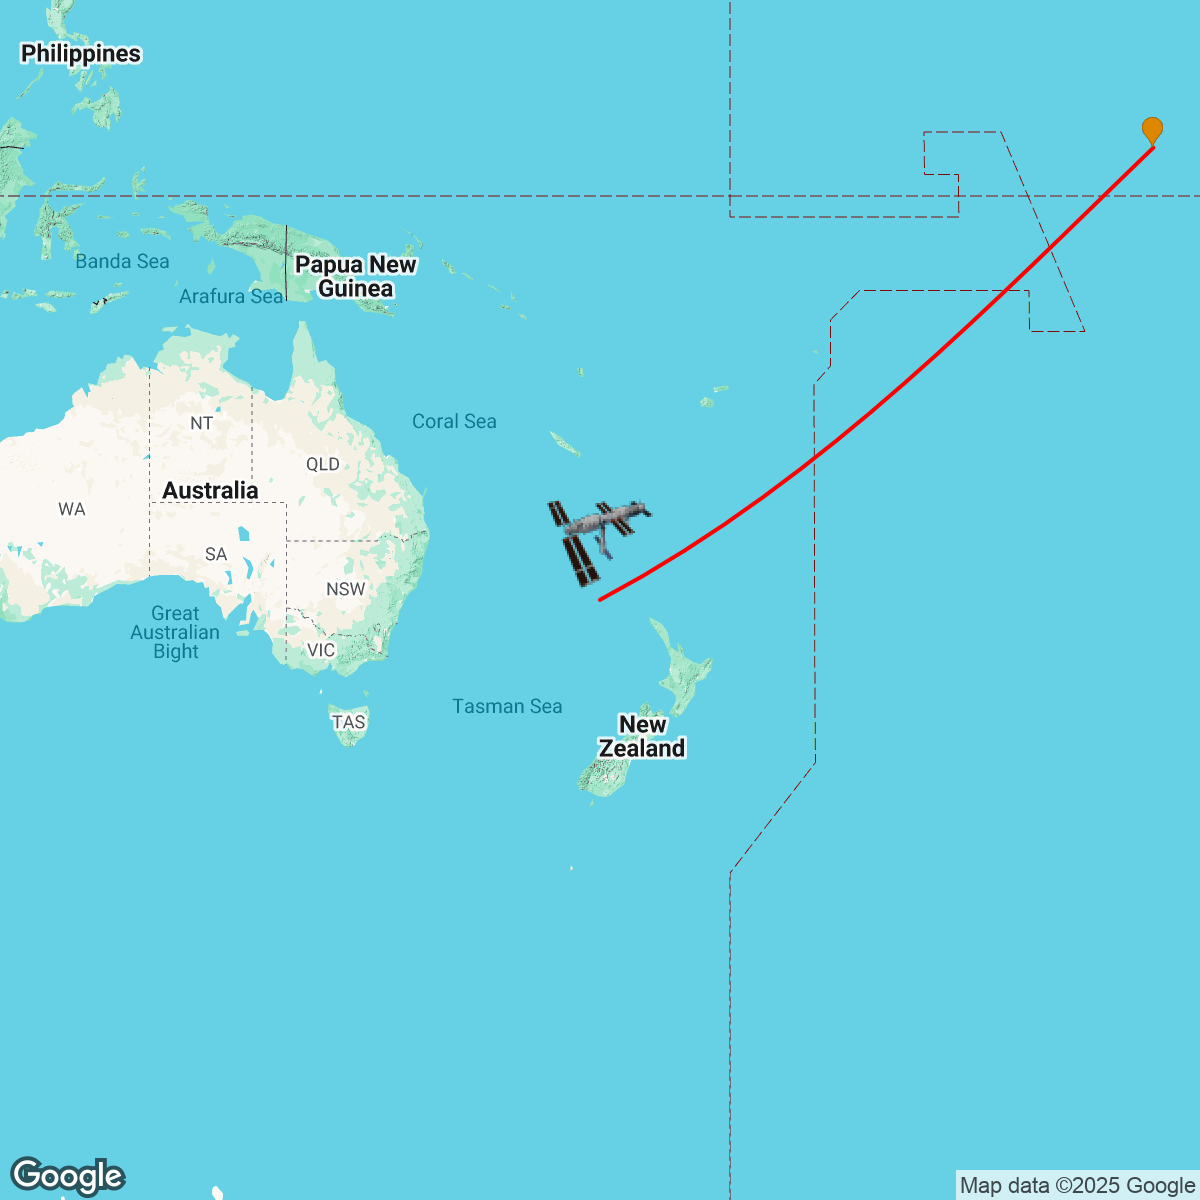 Philippines
Banda Sea
Arafura Sea
Papua New
Guinea
Coral Sea
NT
QLD
Australia
WA
SA
NSW
Great
Australian
Bight
VIC
TAS
Tasman Sea
New
Zealand
Google
Map data ©2025 Google